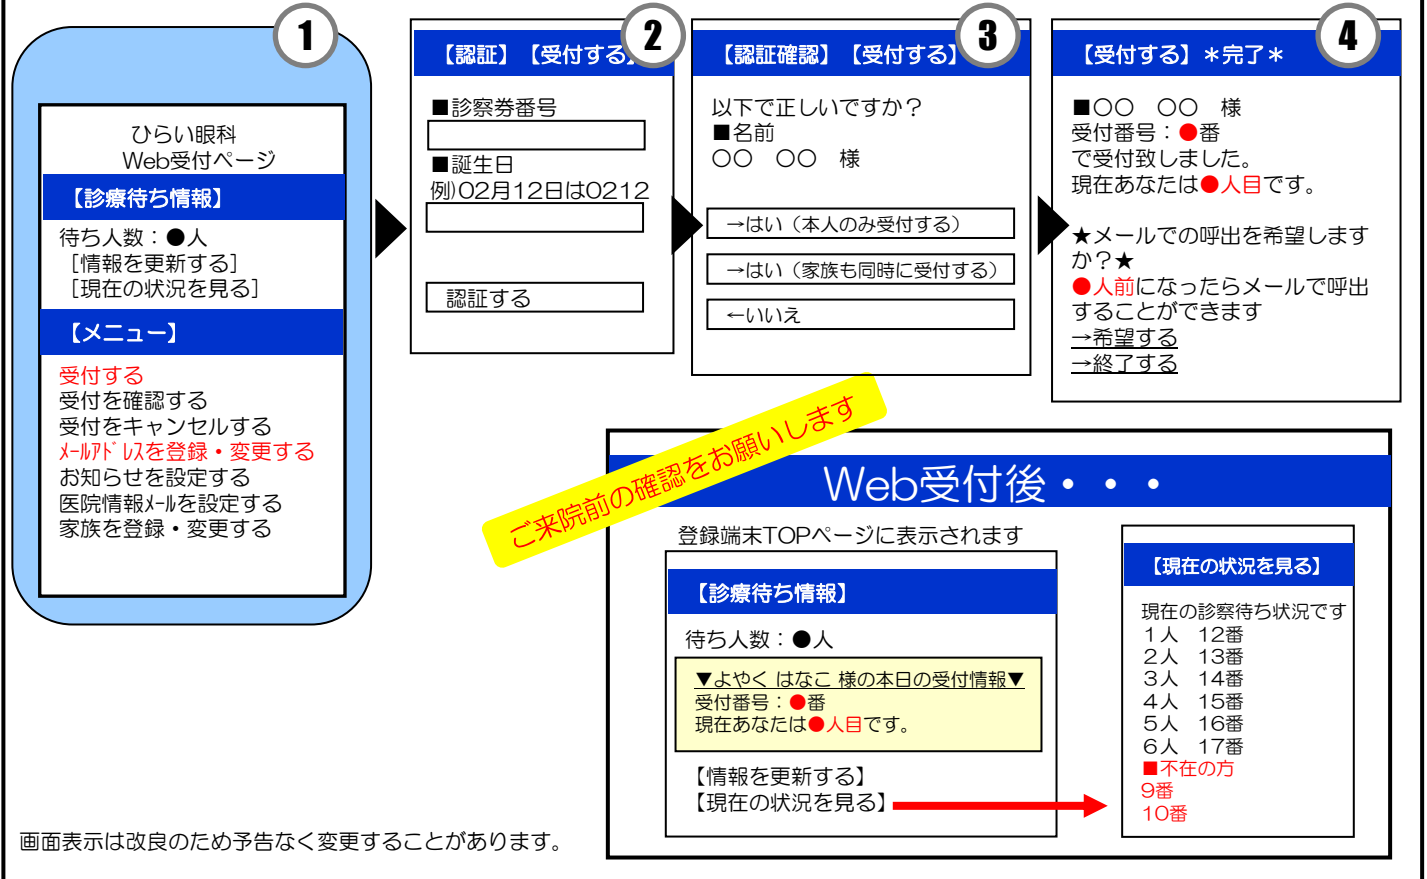 1
ひらい眼科
Web受付ページ
【診療待ち情報】
待ち人数：●人
［情報を更新する］
［現在の状況を見る］
【メニュー】
受付する
受付を確認する
受付をキャンセルする
ﾒｰﾙｱﾄﾞﾚｽを登録・変更する
お知らせを設定する
医院情報ﾒｰﾙを設定する
家族を登録・変更する
2
【認証】【受付する】
■診察券番号
■誕生日
例)02月12日は0212
認証する
3
【認証確認】【受付する】
以下で正しいですか？
■名前
○○　○○　様
→はい（本人のみ受付する）
→はい（家族も同時に受付する）
←いいえ
4
【受付する】＊完了＊
■○○　○○　様
受付番号：●番
で受付致しました。
現在あなたは●人目です。
★メールでの呼出を希望します
か？★
●人前になったらメールで呼出
することができます
→希望する
→終了する
ご来院前の確認をお願いします
Web受付後・・・
登録端末TOPページに表示されます
【診療待ち情報】
待ち人数：●人
▼よやく はなこ 様の本日の受付情報▼
受付番号：●番
現在あなたは●人目です。
【情報を更新する】
【現在の状況を見る】
【現在の状況を見る】
現在の診察待ち状況です
1人　12番
2人　13番
3人　14番
4人　15番
5人　16番
6人　17番
■不在の方
9番
10番
画面表示は改良のため予告なく変更することがあります。